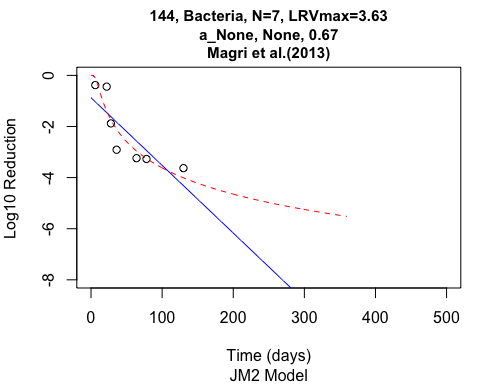 144, Bacteria, N=7, LRVmax=3.63
a_None, None, 0.67
Magri et al.(2013)
Log10 Reduction
0
-2
-4
-6
-8
0 100 200 300 400 500
Time (days)
JM2 Model